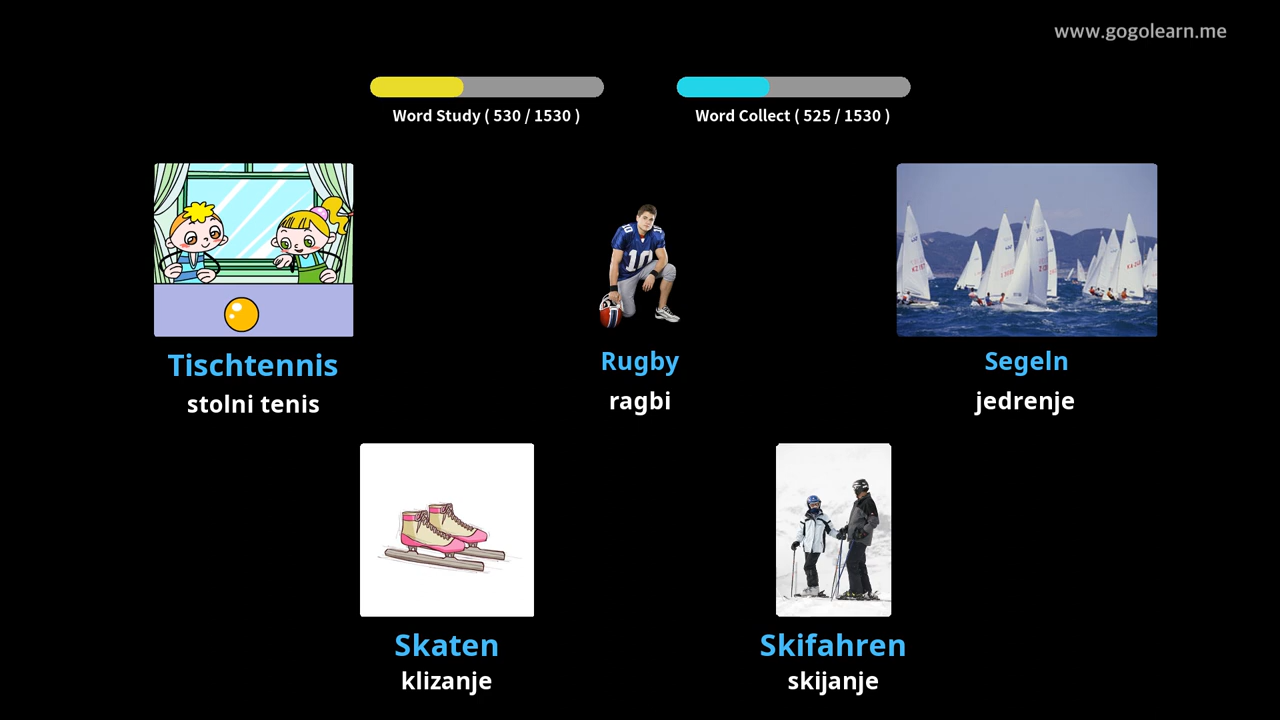 www.gogolearn.me
Word Study ( 530 / 1530 )
Word Collect ( 525 / 1530 )
Tischtennis
stolni tenis
Rugby
ragbi
Segeln
jedrenje
Skaten
klizanje
Skifahren
skijanje